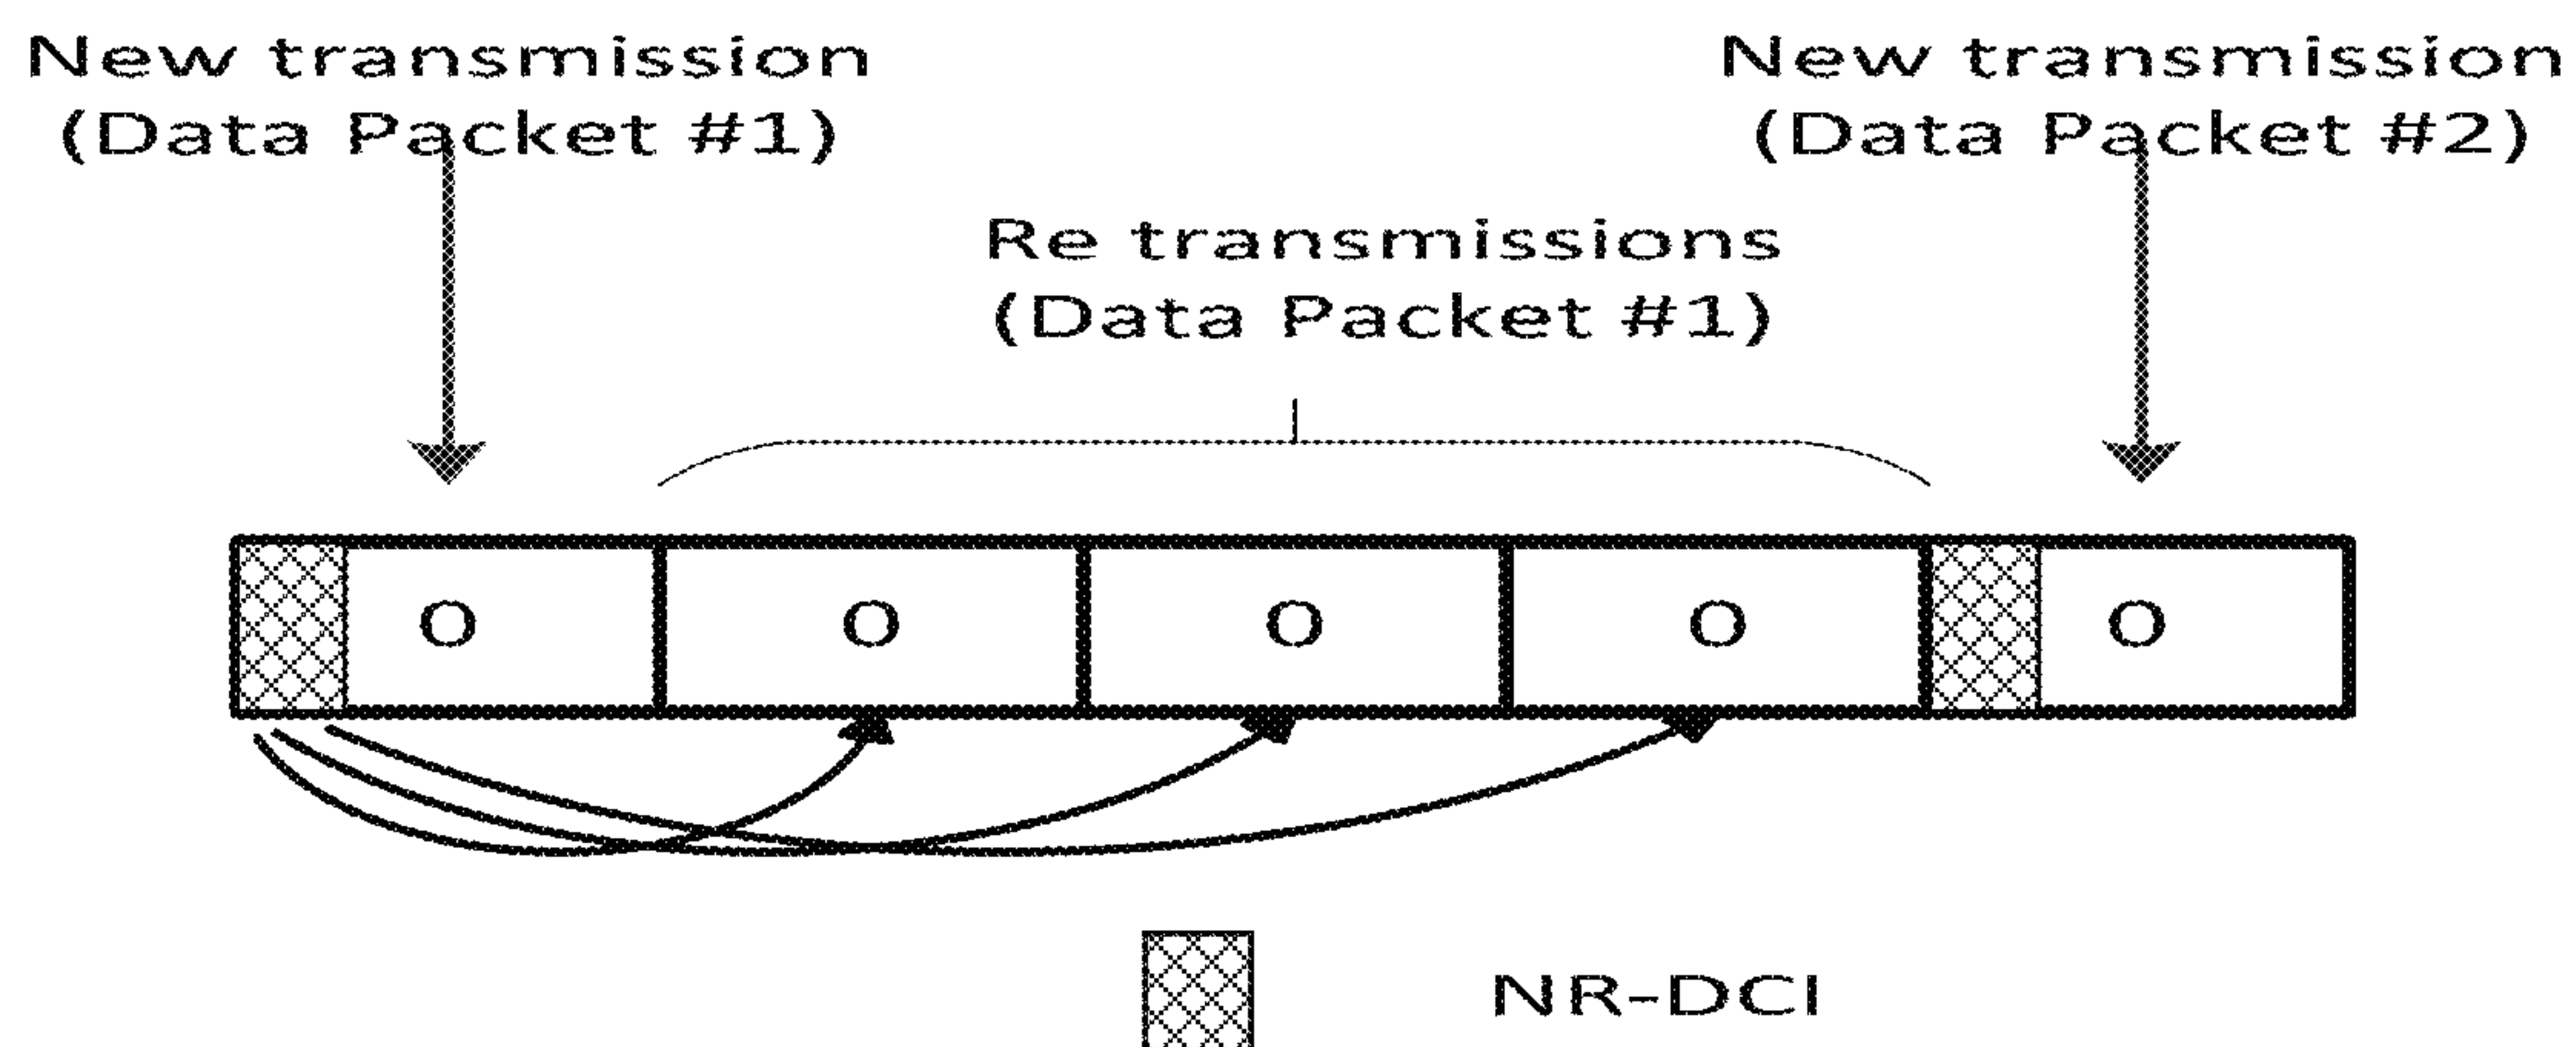 New transmission
(Data Packet #1)
New transmission
(Data Packet #2)
Re transmissions
(Data Packet #1)
O O O O O
NR-DCI